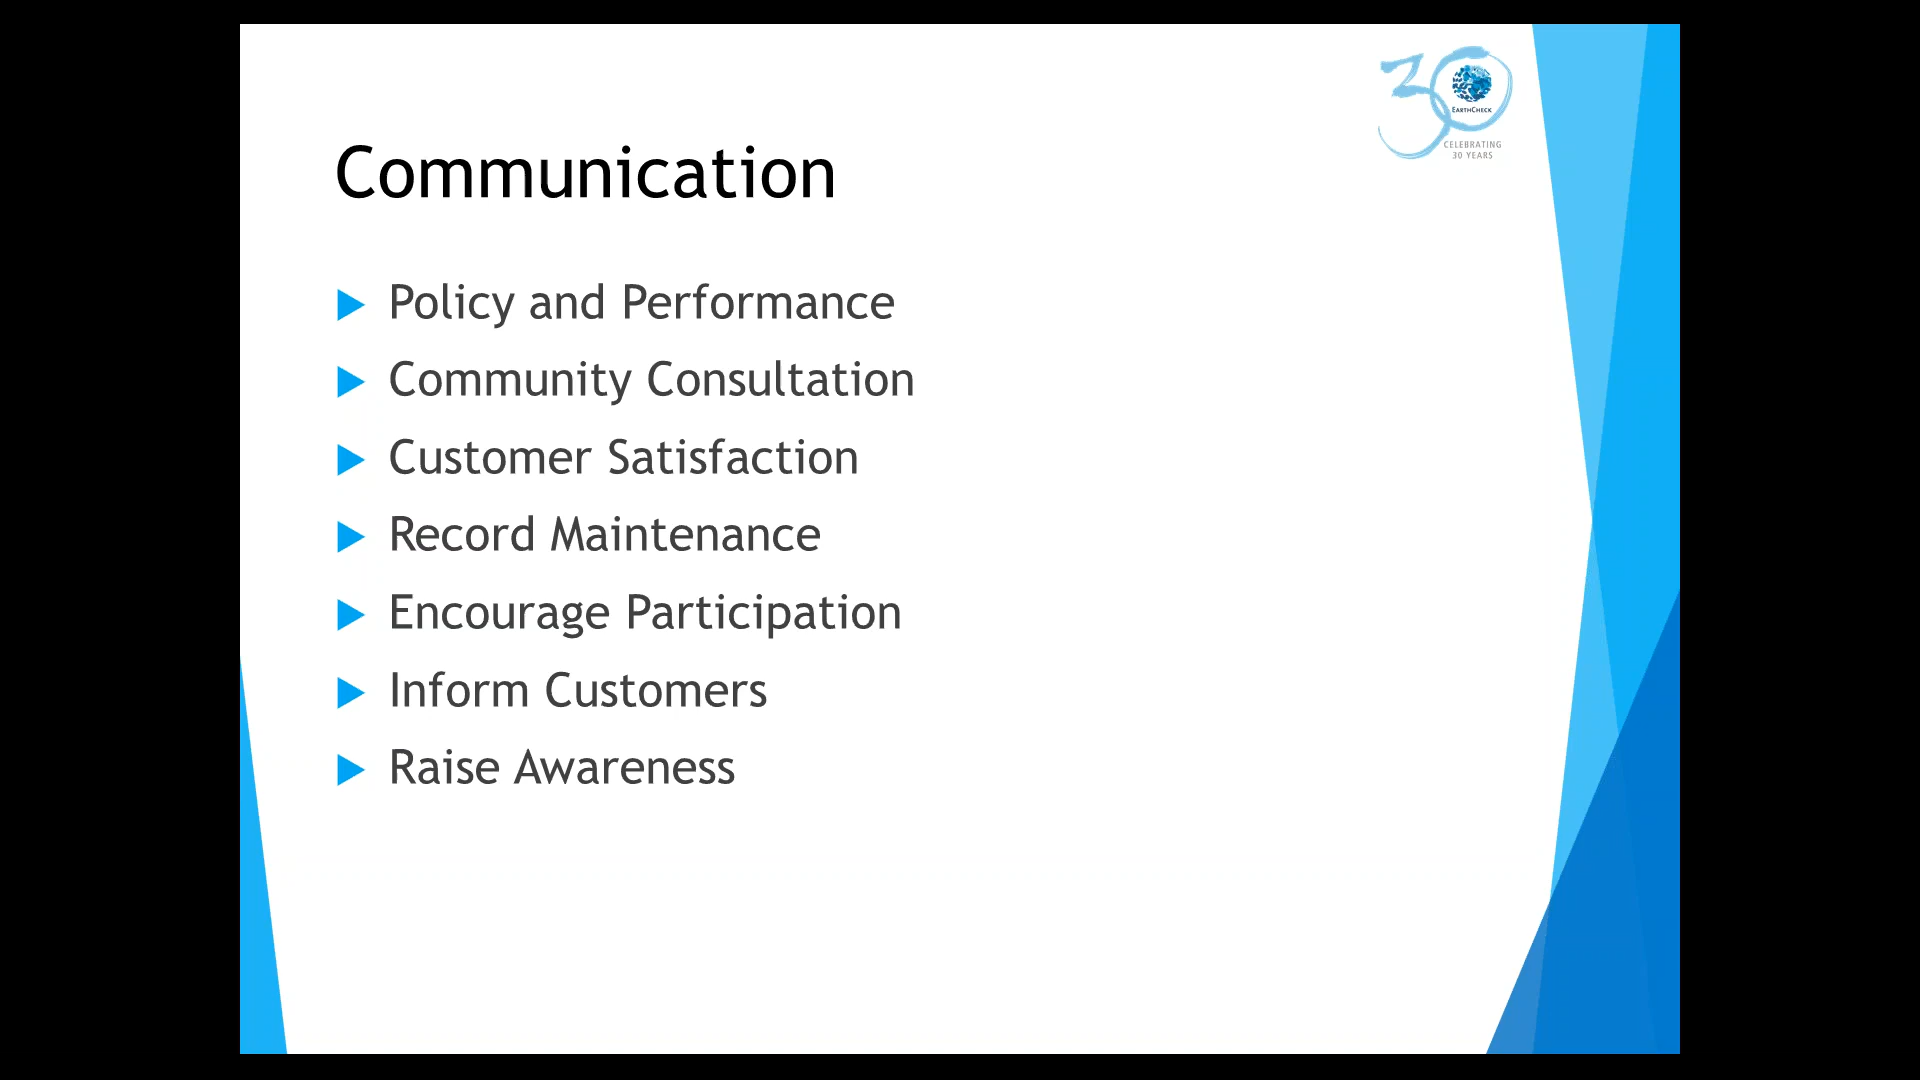 30
EARTHCHECK
CELEBRATING
30 YEARS
Communication
Policy and Performance
Community Consultation
Customer Satisfaction
Record Maintenance
Encourage Participation
Inform Customers
Raise Awareness